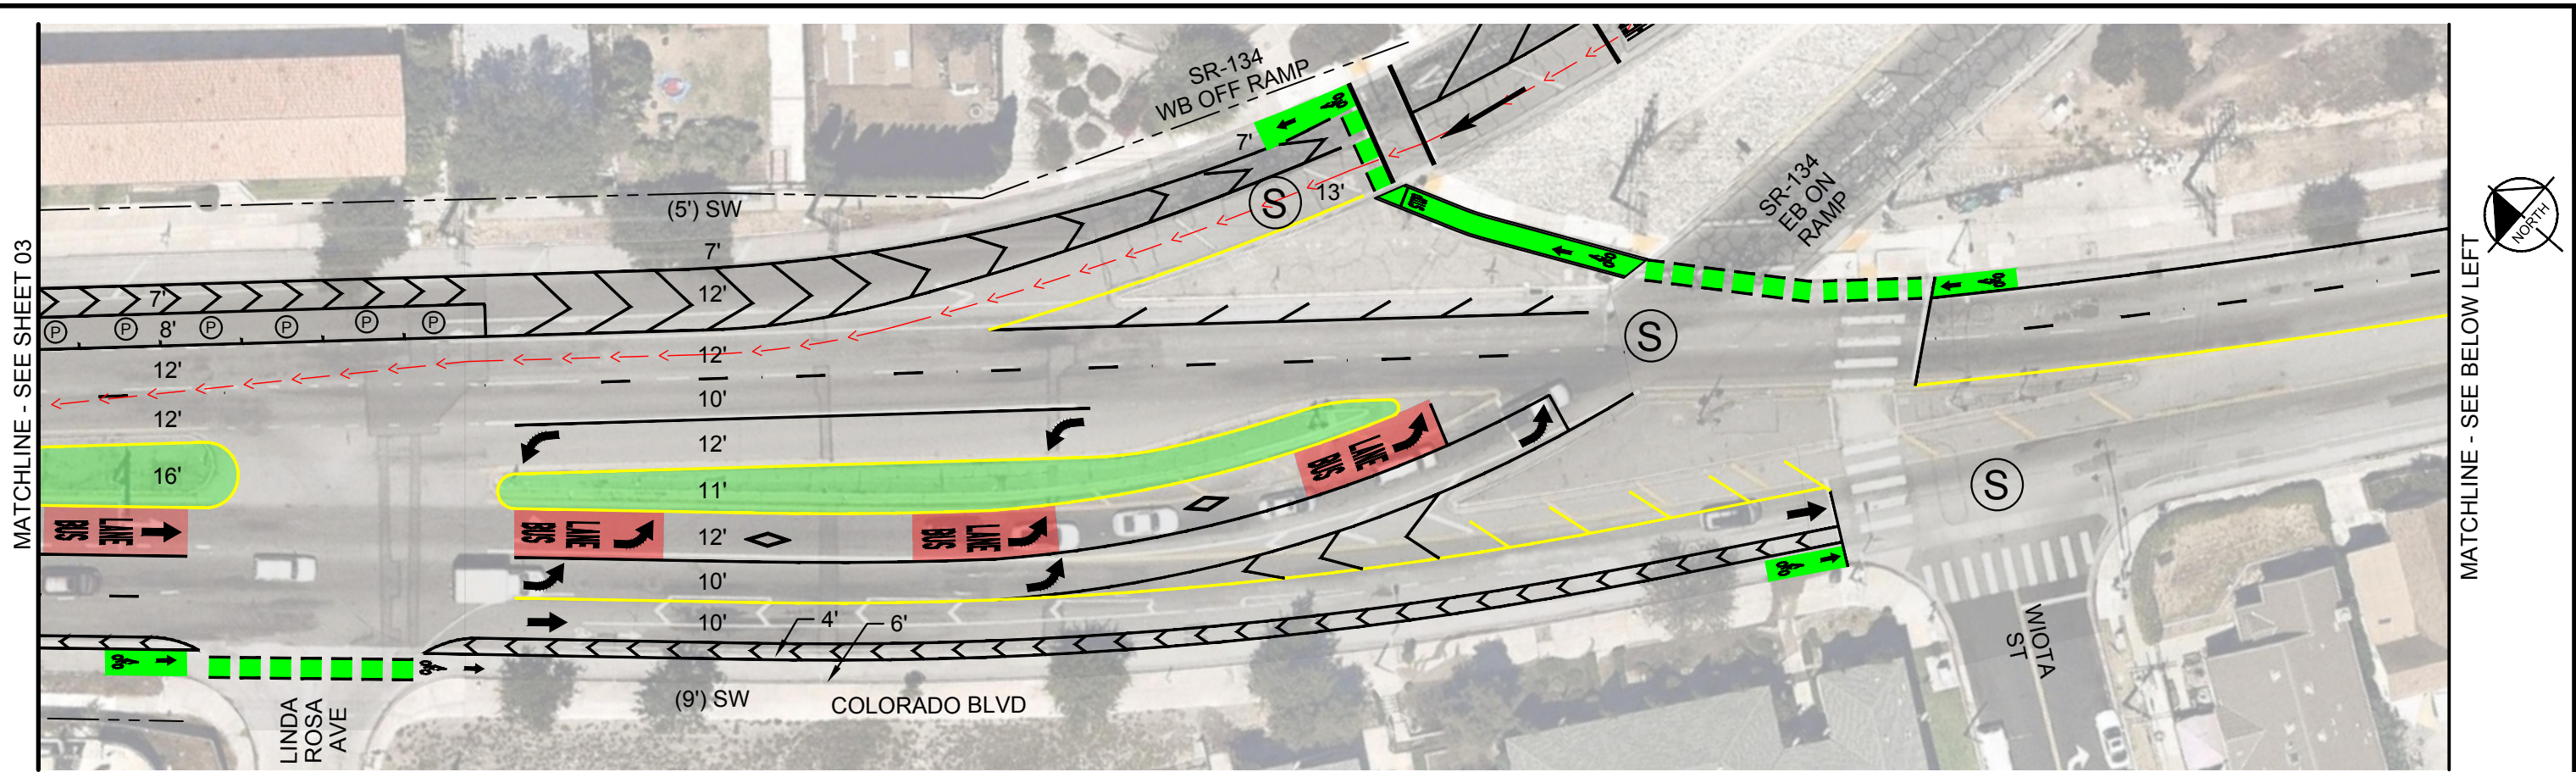 MATCHLINE - SEE SHEET 03
SR-134
WB OFF RAMP
7'
13'
S
(5') SW
7'
12'
12'
10'
12'
11'
12'
10'
10'
4'
6'
(9') SW
COLORADO BLVD
7'
8'
P
P
P
P
P
P
12'
12'
16'
BUS
LANE
BUS
LANE
BUS
LANE
BUS
LANE
LINDA
ROSA
AVE
SR-134
EB ON
RAMP
S
S
WIOTA
ST
NORTH
MATCHLINE - SEE BELOW LEFT